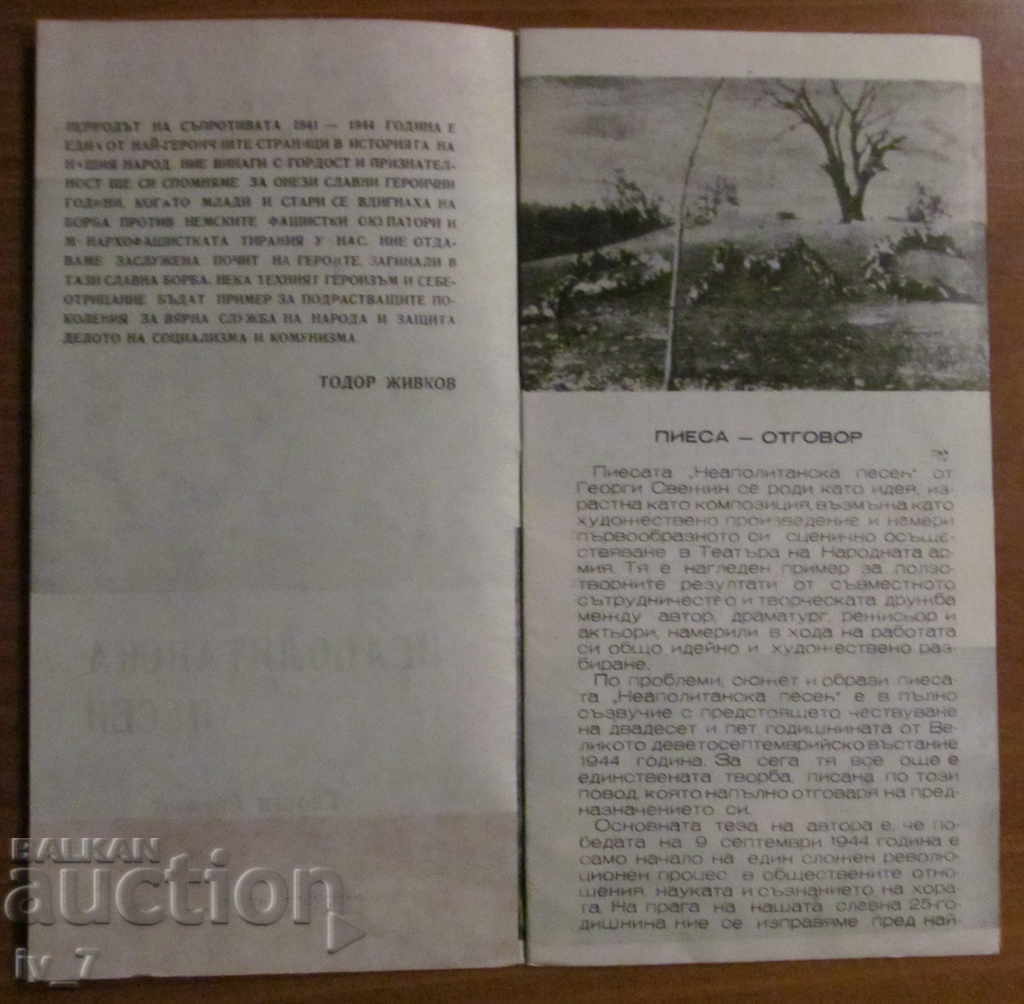 ПЕРИОДЪТ НА СЪПРОТИВАТА 1941 — 1944 ГОДИНА Е
ЕДНА ОТ НАЙ-ГЕРОИЧНИТЕ СТРАНИЦИ В ИСТОРИЯТА НА
НАШИЯ НАРОД. НИЕ ВИНАГИ С ГОРДОСТ И ПРИЗНАТЕЛ-
НОСТ ЩЕ СИ СПОМНЯМЕ ЗА ОНЕЗИ СЛАВНИ ГЕРОИЧНИ
ГОДИНИ, КОГАТО МЛАДИ И СТАРИ СЕ ВДИГНАХА НА
БОРБА ПРОТИВ НЕМСКИТЕ ФАШИСТКИ ОКУПАТОРИ И
МОНАРХОФАШИСТКАТА ТИРАНИЯ У НАС. НИЕ ОТДА-
ВАМЕ ЗАСЛУЖЕНА ПОЧИТ НА ГЕРОИТЕ, ЗАГИНАЛИ В
ТАЗИ СЛАВНА БОРБА. НЕКА ТЕХНИЯТ ГЕРОИЗЪМ И СЕБЕ-
ОТРИЦАНИЕ БЪДАТ ПРИМЕР ЗА ПОДРАСТВАЩИТЕ ПО-
КОЛЕНИЯ ЗА ВЯРНА СЛУЖБА НА НАРОДА И ЗАЩИТА
ДЕЛОТО НА СОЦИАЛИЗМА И КОМУНИЗМА.
ТОДОР ЖИВКОВ
ПИЕСА — ОТГОВОР
Пиесата „Неаполитанска песен“ от
Георги Свежин се роди като идея, из-
растна като композиция, възмъжа като
художествено произведение и намери
първообразното си сценично осъще-
ствяване в Театъра на Народната ар-
мия. Тя е нагледен пример за ползо-
творните резултати от съвместното
сътрудничество и творческата дружба
между автор, драматург, режисьор и
актьори, намерили в хода на работата
си общо идейно и художествено раз-
биране.
По проблеми, сюжет и образи пиеса-
та „Неаполитанска песен“ е в пълно
съзвучие с предстоящето чествуване
на двадесет и пет годишнината от Ве-
ликото деветосептемврийско въстание
1944 година. За сега тя все още е
единствената творба, писана по този
повод, която напълно отговаря на пред-
назначението си.
Основната теза на автора е, че по-
бедата на 9 септември 1944 година е
само начало на един сложен револю-
ционен процес в обществените отно-
шения, науката и съзнанието на хора-
та. На прага на нашата славна 25-го-
дишнина ние се изправяме пред най-
BALKAN
auction
iv_7